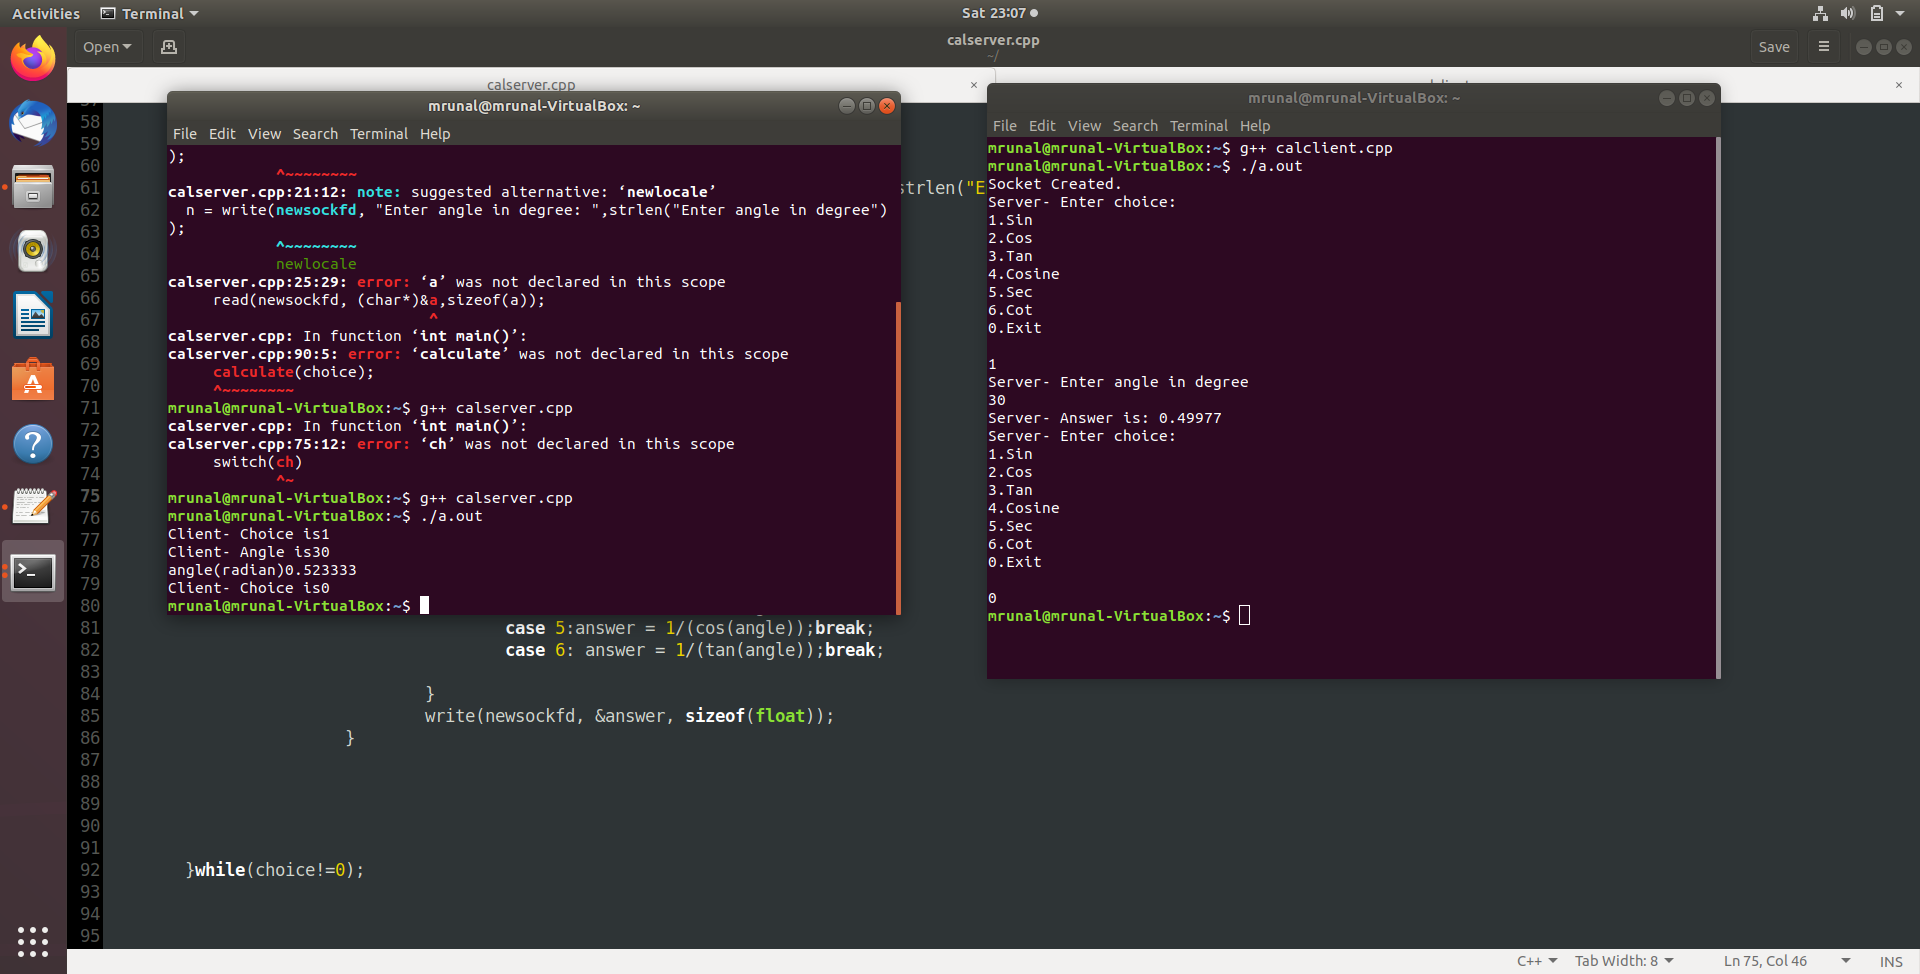 Activities Terminal Sat 23:07
Open calserver.cpp Save
~/
calserver.cpp
mrunal@mrunal-VirtualBox: ~
File Edit View Search Terminal Help
);
^~~~~~~~~
calserver.cpp:21:12: note: suggested alternative: ‘newlocale’
n = write(newsockfd, "Enter angle in degree: ",strlen("Enter angle in degree")
);
^~~~~~~~~
newlocale
calserver.cpp:25:29: error: ‘a’ was not declared in this scope
read(newsockfd, (char*)&a,sizeof(a));
^
calserver.cpp: In function ‘int main()’:
calserver.cpp:90:5: error: ‘calculate’ was not declared in this scope
calculate(choice);
^~~~~~~~~
mrunal@mrunal-VirtualBox:~$ g++ calserver.cpp
calserver.cpp: In function ‘int main()’:
calserver.cpp:75:12: error: ‘ch’ was not declared in this scope
switch(ch)
^~
mrunal@mrunal-VirtualBox:~$ g++ calserver.cpp
mrunal@mrunal-VirtualBox:~$ ./a.out
Client- Choice is1
Client- Angle is30
angle(radian)0.523333
Client- Choice is0
mrunal@mrunal-VirtualBox:~$
mrunal@mrunal-VirtualBox: ~
File Edit View Search Terminal Help
mrunal@mrunal-VirtualBox:~$ g++ calclient.cpp
mrunal@mrunal-VirtualBox:~$ ./a.out
Socket Created.
Server- Enter choice:
1.Sin
2.Cos
3.Tan
4.Cosine
5.Sec
6.Cot
0.Exit
1
Server- Enter angle in degree
30
Server- Answer is: 0.49977
Server- Enter choice:
1.Sin
2.Cos
3.Tan
4.Cosine
5.Sec
6.Cot
0.Exit
0
mrunal@mrunal-VirtualBox:~$
58
59
60
61 strlen("E
62
63
64
65
66
67
68
69
70
71
72
73
74
75
76
77
78
79
80
81 case 5:answer = 1/(cos(angle));break;
82 case 6: answer = 1/(tan(angle));break;
83
84 }
85 write(newsockfd, &answer, sizeof(float));
86 }
87
88
89
90
91
92 }while(choice!=0);
93
94
95
C++ Tab Width: 8 Ln 75, Col 46 INS